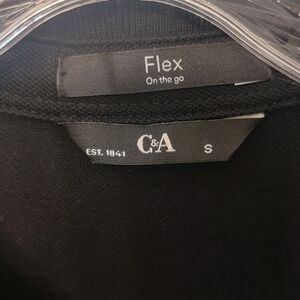 Flex
On the go
EST. 1841 C&A S